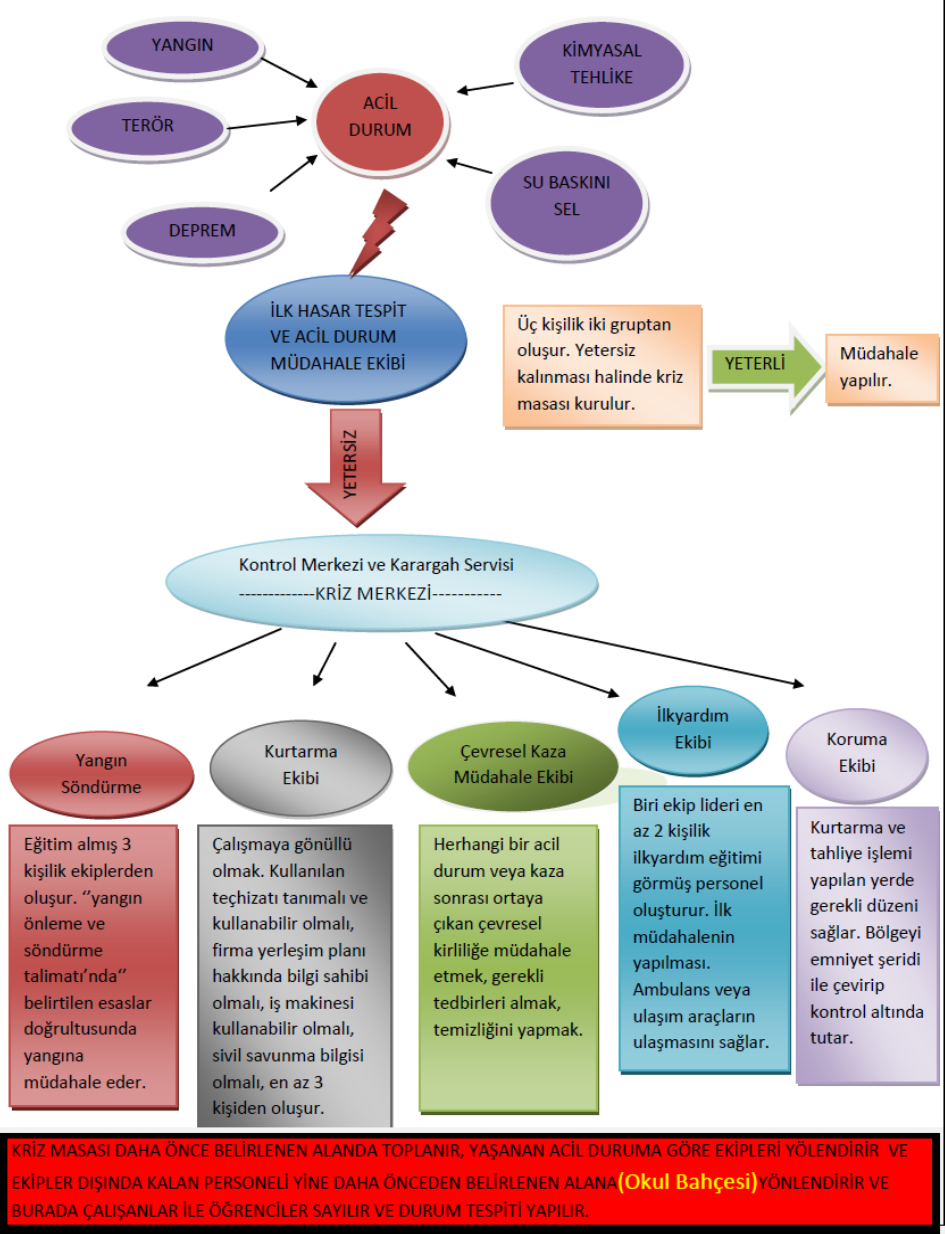 YANGIN
KİMYASAL
TEHLİKE
ACİL
DURUM
TERÖR
SU BASKINI
SEL
DEPREM
İLK HASAR TESPİT
VE ACİL DURUM
MÜDAHALE EKİBİ
Üç kişilik iki gruptan
oluşur. Yetersiz
kalınması halinde kriz
masası kurulur.
YETERLİ
Müdahale
yapılır.
YETERSİZ
Kontrol Merkezi ve Karargah Servisi
-------------KRİZ MERKEZİ------------
Yangın
Söndürme
Eğitim almış 3
kişilik ekiplerden
oluşur. ‘’yangın
önleme ve
söndürme
talimatı’nda‘’
belirtilen esaslar
doğrultusunda
yangına
müdahale eder.
Kurtarma
Ekibi
Çalışmaya gönüllü
olmak. Kullanılan
teçhizatı tanımalı ve
kullanabilir olmalı,
firma yerleşim planı
hakkında bilgi sahibi
olmalı, iş makinesi
kullanabilir olmalı,
sivil savunma bilgisi
olmalı, en az 3
kişiden oluşur.
Çevresel Kaza
Müdahale Ekibi
Herhangi bir acil
durum veya kaza
sonrası ortaya
çıkan çevresel
kirliliğe müdahale
etmek, gerekli
tedbirleri almak,
temizliğini yapmak.
İlkyardım
Ekibi
Biri ekip lideri en
az 2 kişilik
ilkyardım eğitimi
görmüş personel
oluşturur. İlk
müdahalenin
yapılması.
Ambulans veya
ulaşım araçların
ulaşmasını sağlar.
Koruma
Ekibi
Kurtarma ve
tahliye işlemi
yapılan yerde
gerekli düzeni
sağlar. Bölgeyi
emniyet şeridi
ile çevirip
kontrol altında
tutar.
KRİZ MASASI DAHA ÖNCE BELİRLENEN ALANDA TOPLANIR, YAŞANAN ACİL DURUMA GÖRE EKİPLERİ YÖLENDİRİR VE
EKİPLER DIŞINDA KALAN PERSONELİ YİNE DAHA ÖNCEDEN BELİRLENEN ALANA(Okul Bahçesi)YÖNLENDİRİR VE
BURADA ÇALIŞANLAR İLE ÖĞRENCİLER SAYILIR VE DURUM TESPİTİ YAPILIR.